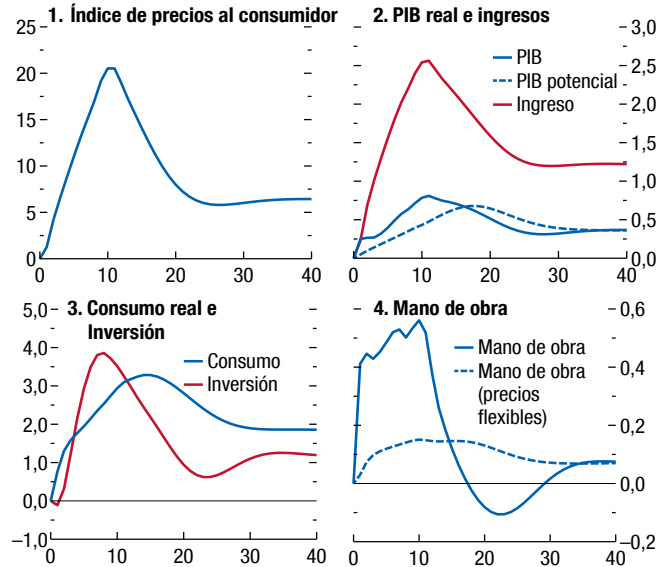 1. Índice de precios al consumidor
25
20
15
10
5
0
0 10 20 30 40
2. PIB real e ingresos
PIB
PIB potencial
Ingreso
3,0
2,5
2,0
1,5
1,0
0,5
0,0
0 10 20 30 40
3. Consumo real e
Inversión
Consumo
Inversión
5,0
4,0
3,0
2,0
1,0
0,0
–1,0
0 10 20 30 40
4. Mano de obra
Mano de obra
Mano de obra
(precios
flexibles)
0,6
0,4
0,2
0,0
–0,2
0 10 20 30 40